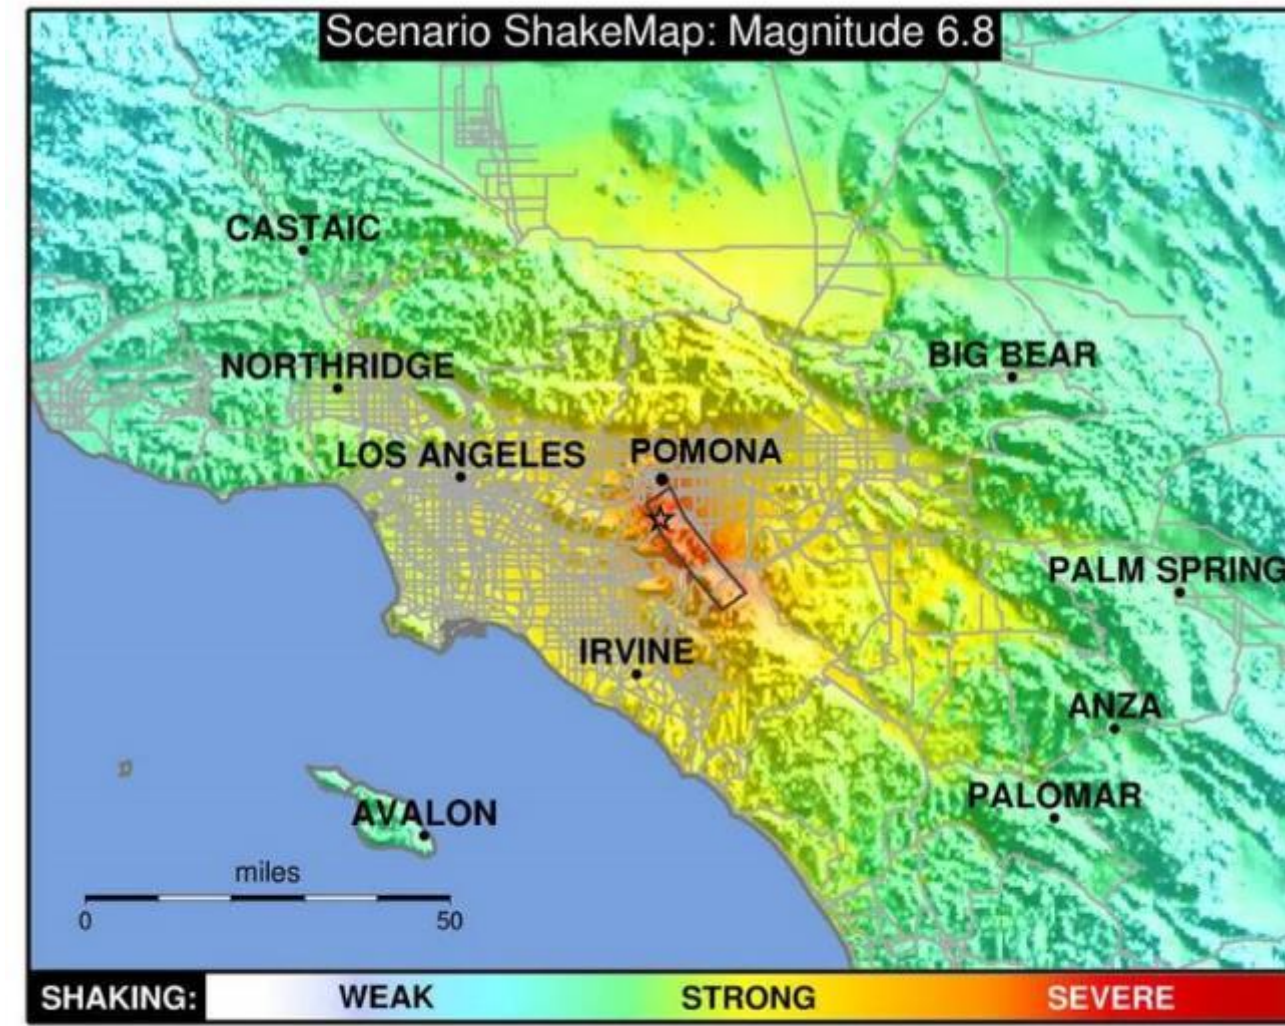 Scenario ShakeMap: Magnitude 6.8
CASTAIC
NORTHRIDGE
BIG BEAR
LOS ANGELES
POMONA
PALM SPRING
IRVINE
ANZA
PALOMAR
AVALON
miles
0 50
SHAKING: WEAK STRONG SEVERE